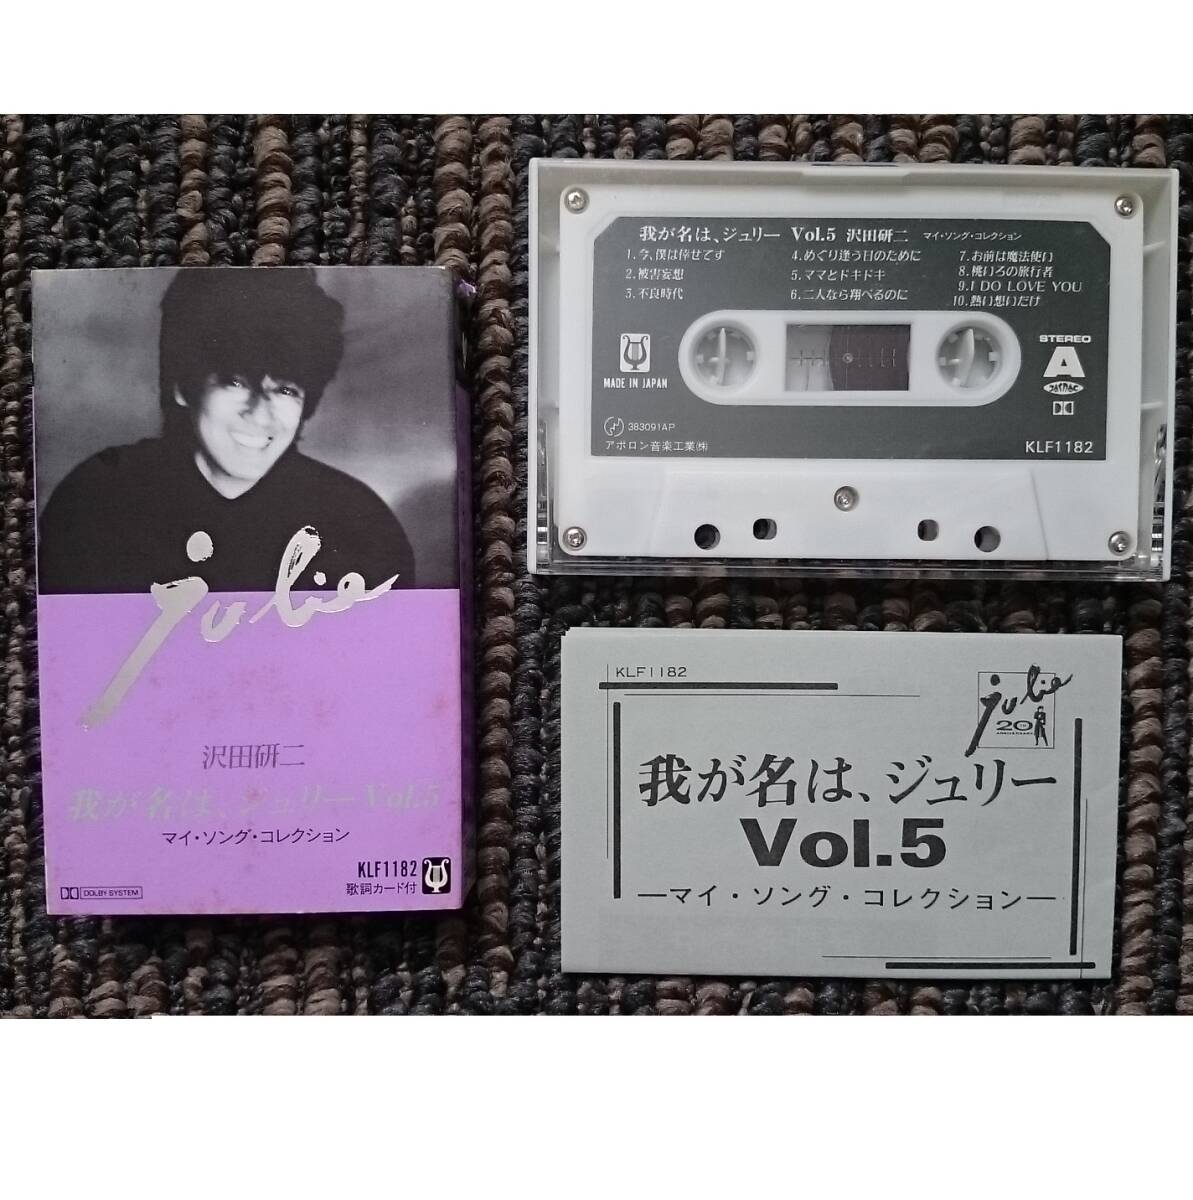 julie
沢田研二
我が名は、ジュリー Vol.5
マイ・ソング・コレクション
KLF1182
歌詞カード付
DOLBY SYSTEM
我が名は、ジュリー Vol.5 沢田研二 マイ・ソング・コレクション
1.今、僕は倖せです
2.被害妄想
3.不良時代
4.めぐり逢う日のために
5.ママとドキドキ
6.二人なら翔べるのに
7.お前は魔法使い
8.桃いろの旅行者
9.I DO LOVE YOU
10.熱い想いだけ
MADE IN JAPAN
STEREO
A
JASRAC
383091AP
アポロン音楽工業㈱
KLF1182
KLF1182
julie
20TH
ANNIVERSARY
我が名は、ジュリー
Vol.5
—マイ・ソング・コレクション—